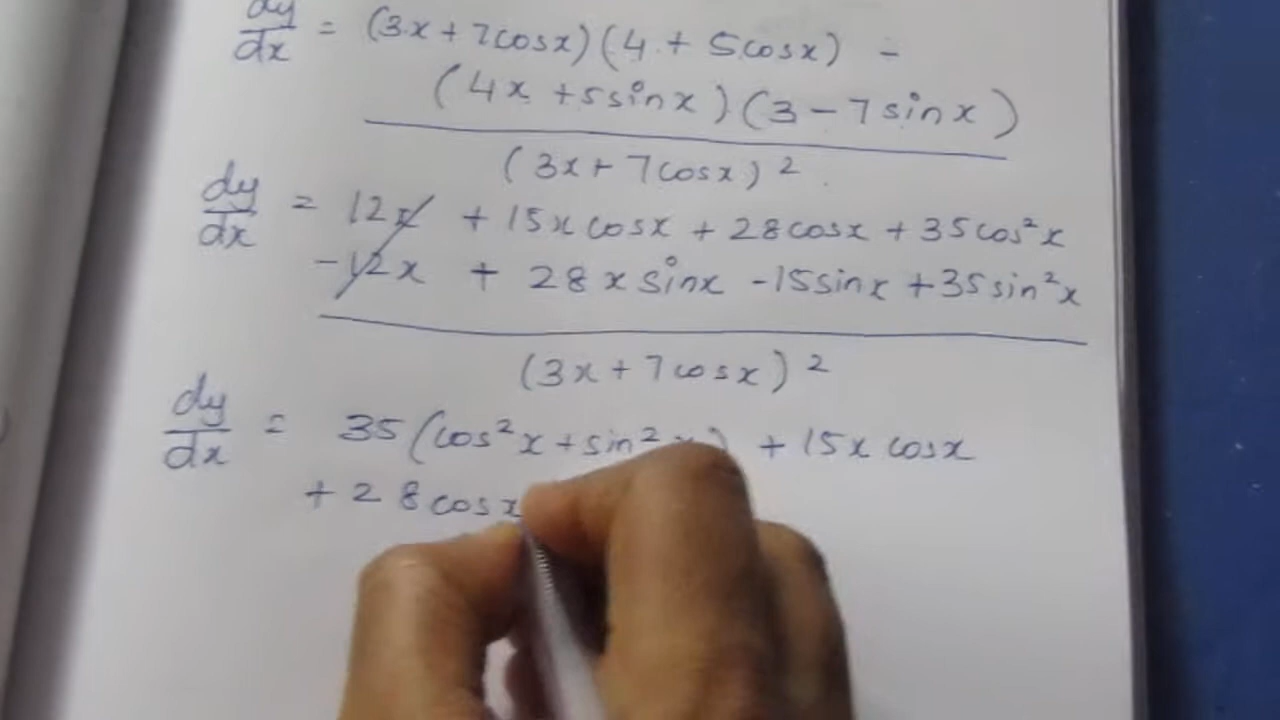 dy/dx = (3x + 7cosx)(4 + 5cosx) -
(4x + 5sinx)(3 - 7sinx)
(3x + 7cosx)²
dy/dx = 12x + 15x cosx + 28cosx + 35cos²x
-12x + 28x sinx - 15sinx + 35sin²x
(3x + 7cosx)²
dy/dx = 35(cos²x + sin²x) + 15x cosx
+ 28cosx